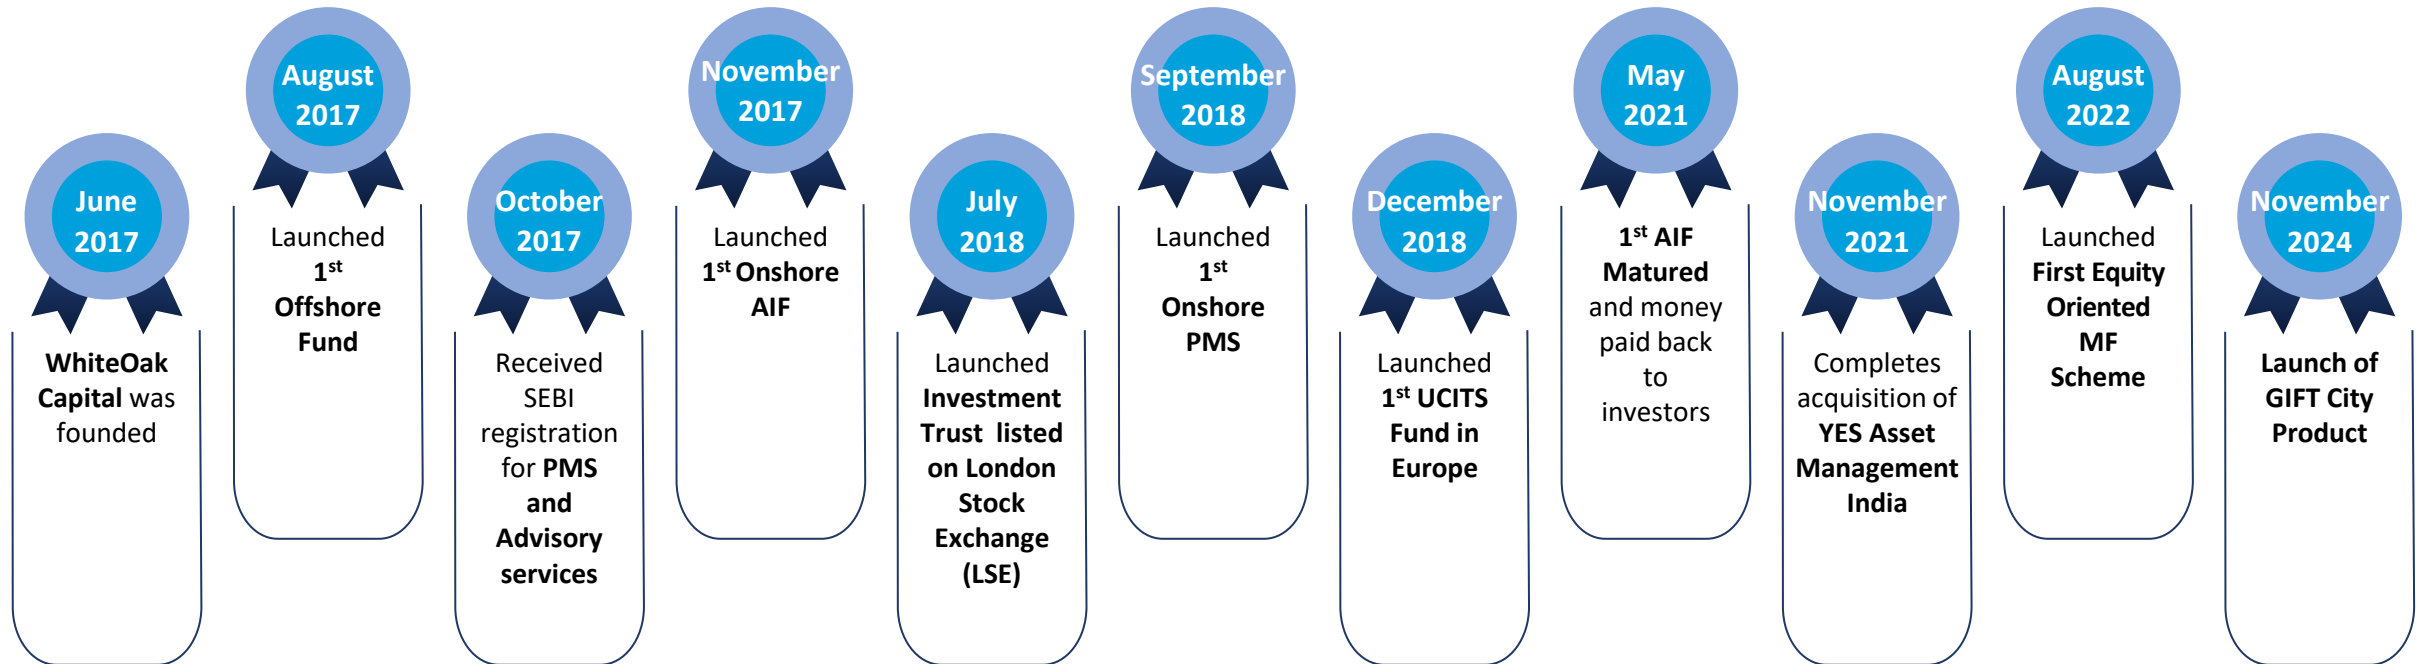 June
2017
WhiteOak
Capital was
founded
August
2017
Launched
1st
Offshore
Fund
October
2017
Received
SEBI
registration
for PMS
and
Advisory
services
November
2017
Launched
1st Onshore
AIF
July
2018
Launched
Investment
Trust listed
on London
Stock
Exchange
(LSE)
September
2018
Launched
1st
Onshore
PMS
December
2018
Launched
1st UCITS
Fund in
Europe
May
2021
1st AIF
Matured
and money
paid back
to
investors
November
2021
Completes
acquisition of
YES Asset
Management
India
August
2022
Launched
First Equity
Oriented
MF
Scheme
November
2024
Launch of
GIFT City
Product